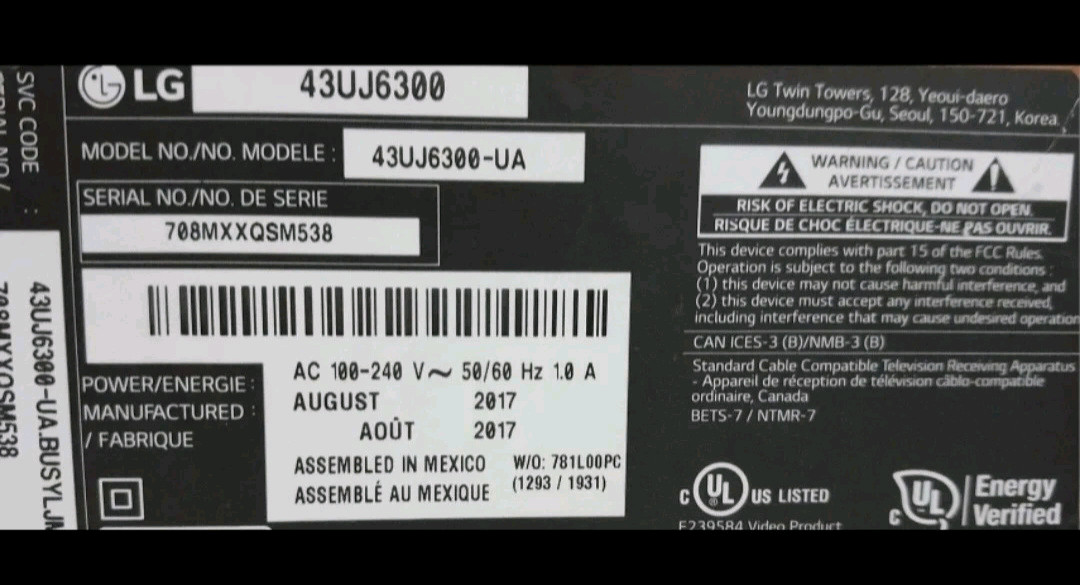 SVC CODE :
43UJ6300-UA.BUSYLJM
708MXXQSM538
LG 43UJ6300
MODEL NO./NO. MODELE : 43UJ6300-UA
SERIAL NO./NO. DE SERIE
708MXXQSM538
POWER/ENERGIE : AC 100-240 V~ 50/60 Hz 1.0 A
MANUFACTURED : AUGUST 2017
/ FABRIQUE AOÛT 2017
ASSEMBLED IN MEXICO W/O: 781L00PC
ASSEMBLÉ AU MEXIQUE (1293 / 1931)
LG Twin Towers, 128, Yeoui-daero
Youngdungpo-Gu, Seoul, 150-721, Korea
WARNING / CAUTION
AVERTISSEMENT
RISK OF ELECTRIC SHOCK, DO NOT OPEN.
RISQUE DE CHOC ÉLECTRIQUE-NE PAS OUVRIR.
This device complies with part 15 of the FCC Rules.
Operation is subject to the following two conditions :
(1) this device may not cause harmful interference, and
(2) this device must accept any interference received,
including interference that may cause undesired operation
CAN ICES-3 (B)/NMB-3 (B)
Standard Cable Compatible Television Receiving Apparatus
- Appareil de réception de télévision câblo-compatible
ordinaire, Canada
BETS-7 / NTMR-7
C UL US LISTED
E239584 Video Product
C UL Energy
Verified